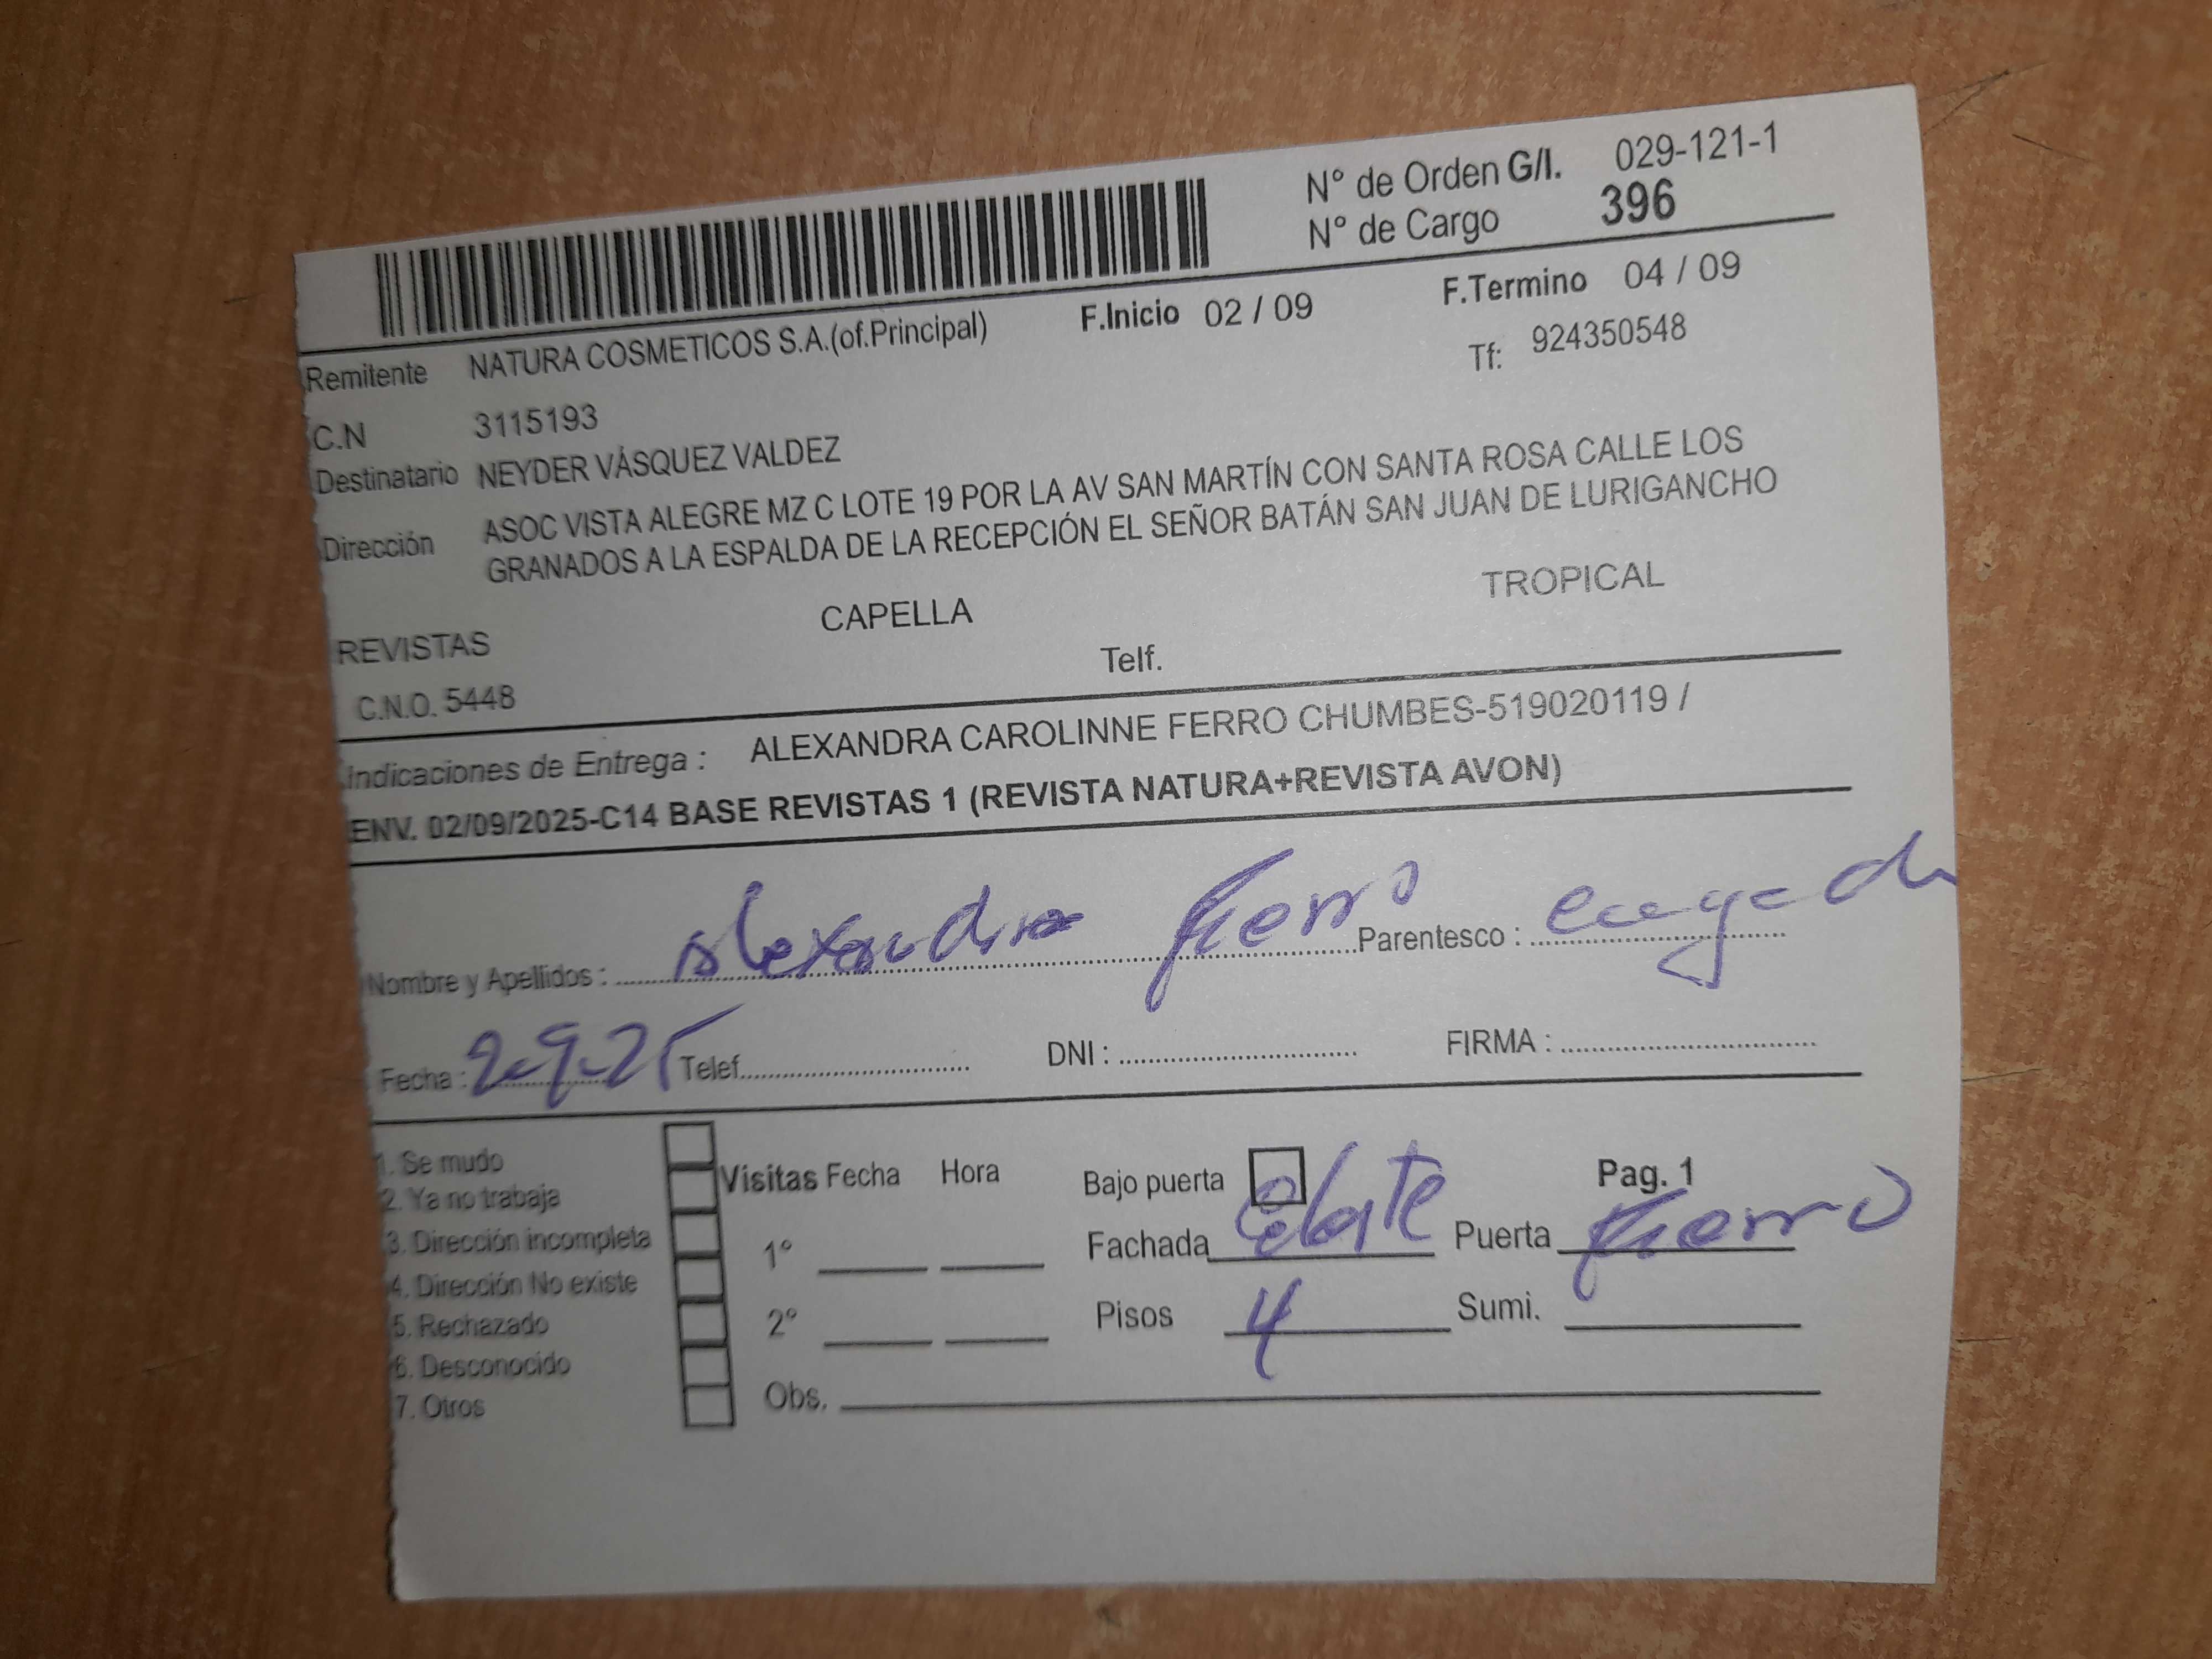 N° de Orden G/I. 029-121-1
N° de Cargo 396
F.Inicio 02 / 09 F.Termino 04 / 09
Remitente NATURA COSMETICOS S.A.(of.Principal) Tf: 924350548
C.N 3115193
Destinatario NEYDER VÁSQUEZ VALDEZ
Dirección ASOC VISTA ALEGRE MZ C LOTE 19 POR LA AV SAN MARTÍN CON SANTA ROSA CALLE LOS
GRANADOS A LA ESPALDA DE LA RECEPCIÓN EL SEÑOR BATÁN SAN JUAN DE LURIGANCHO
REVISTAS CAPELLA TROPICAL
C.N.O. 5448 Telf.
Indicaciones de Entrega : ALEXANDRA CAROLINNE FERRO CHUMBES-519020119 /
ENV. 02/09/2025-C14 BASE REVISTAS 1 (REVISTA NATURA+REVISTA AVON)
Nombre y Apellidos : Alexandra fierro Parentesco :
Fecha : 2-9-25 Telef. DNI : FIRMA :
1. Se mudo
2. Ya no trabaja
3. Dirección incompleta
4. Dirección No existe
5. Rechazado
6. Desconocido
7. Otros
Visitas Fecha Hora
1°
2°
Obs.
Bajo puerta Pag. 1
Fachada Puerta fierro
Pisos 4 Sumi.